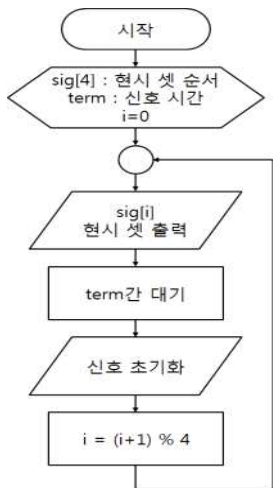 시작
sig[4] : 현시 셋 순서
term : 신호 시간
i=0
sig[i]
현시 셋 출력
term간 대기
신호 초기화
i = (i+1) % 4